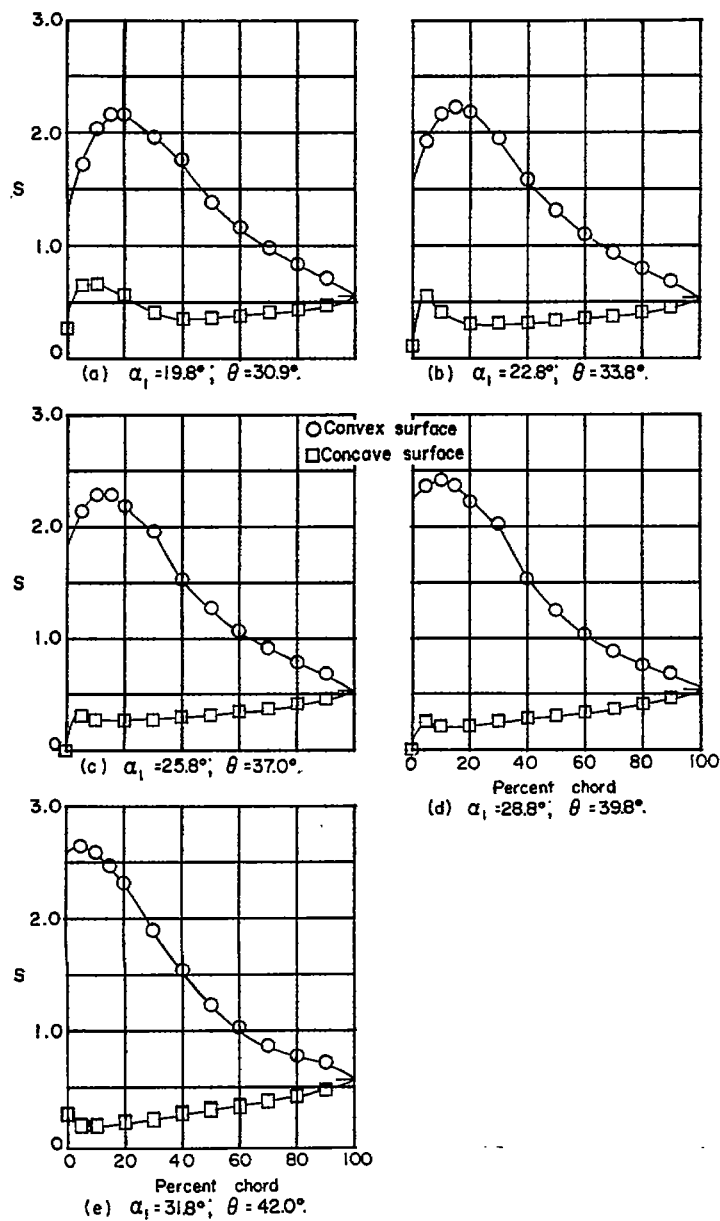 3.0
2.0
S
1.0
0
(a) α₁ = 19.8°; θ = 30.9°.
(b) α₁ = 22.8°; θ = 33.8°.
3.0
2.0
S
1.0
0
○ Convex surface
□ Concave surface
(c) α₁ = 25.8°; θ = 37.0°.
0 20 40 60 80 100
Percent chord
(d) α₁ = 28.8°; θ = 39.8°.
3.0
2.0
S
1.0
0
0 20 40 60 80 100
Percent chord
(e) α₁ = 31.8°; θ = 42.0°.